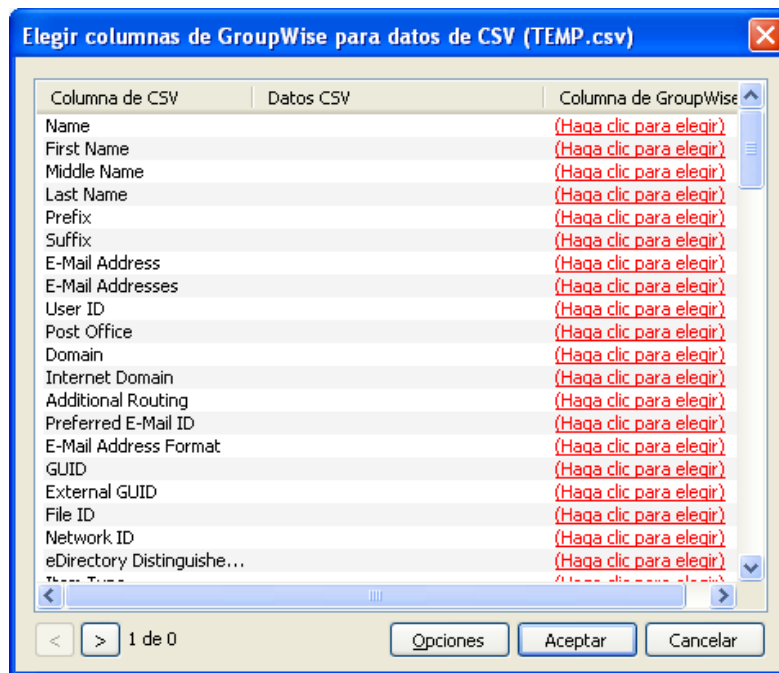 Elegir columnas de GroupWise para datos de CSV (TEMP.csv)
Columna de CSV Datos CSV Columna de GroupWise
Name (Haga clic para elegir)
First Name (Haga clic para elegir)
Middle Name (Haga clic para elegir)
Last Name (Haga clic para elegir)
Prefix (Haga clic para elegir)
Suffix (Haga clic para elegir)
E-Mail Address (Haga clic para elegir)
E-Mail Addresses (Haga clic para elegir)
User ID (Haga clic para elegir)
Post Office (Haga clic para elegir)
Domain (Haga clic para elegir)
Internet Domain (Haga clic para elegir)
Additional Routing (Haga clic para elegir)
Preferred E-Mail ID (Haga clic para elegir)
E-Mail Address Format (Haga clic para elegir)
GUID (Haga clic para elegir)
External GUID (Haga clic para elegir)
File ID (Haga clic para elegir)
Network ID (Haga clic para elegir)
eDirectory Distinguishe... (Haga clic para elegir)
Item Type (Haga clic para elegir)
< > 1 de 0 Opciones Aceptar Cancelar